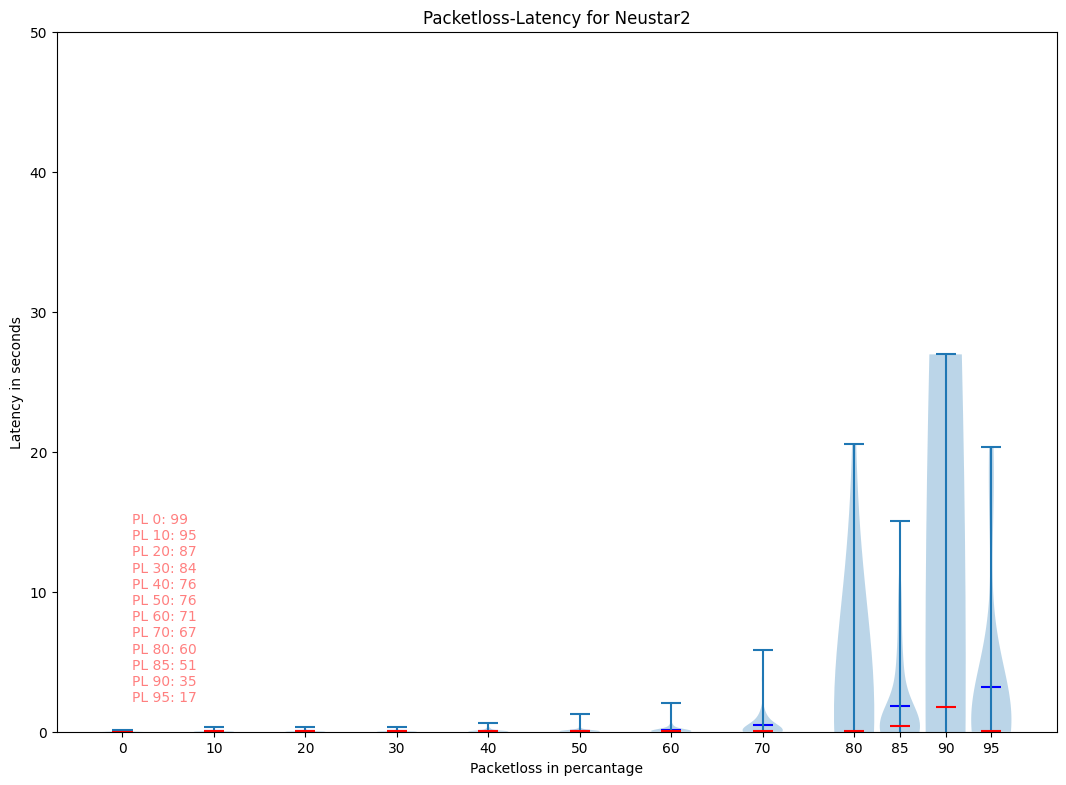 Packetloss-Latency for Neustar2
50
40
30
20
10
0
Latency in seconds
PL 0: 99
PL 10: 95
PL 20: 87
PL 30: 84
PL 40: 76
PL 50: 76
PL 60: 71
PL 70: 67
PL 80: 60
PL 85: 51
PL 90: 35
PL 95: 17
0 10 20 30 40 50 60 70 80 85 90 95
Packetloss in percantage